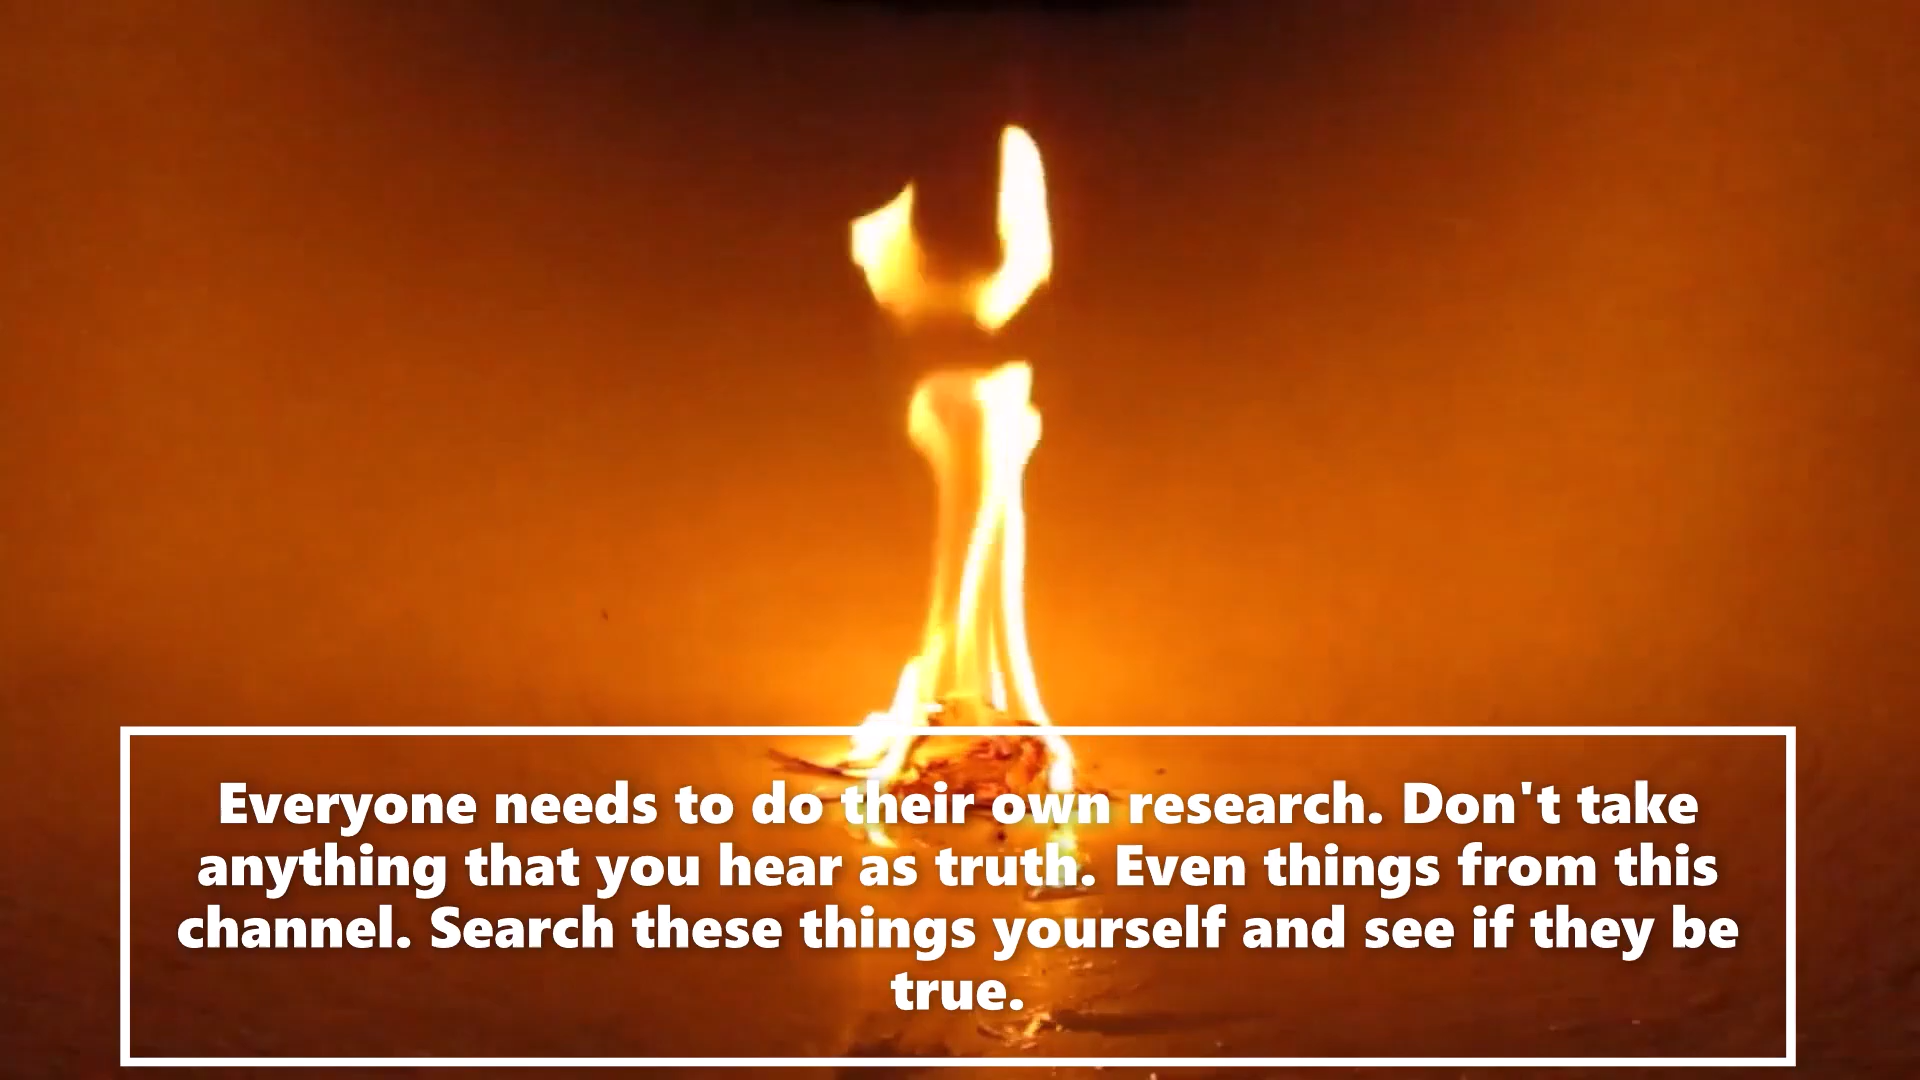 Everyone needs to do their own research. Don't take
anything that you hear as truth. Even things from this
channel. Search these things yourself and see if they be
true.